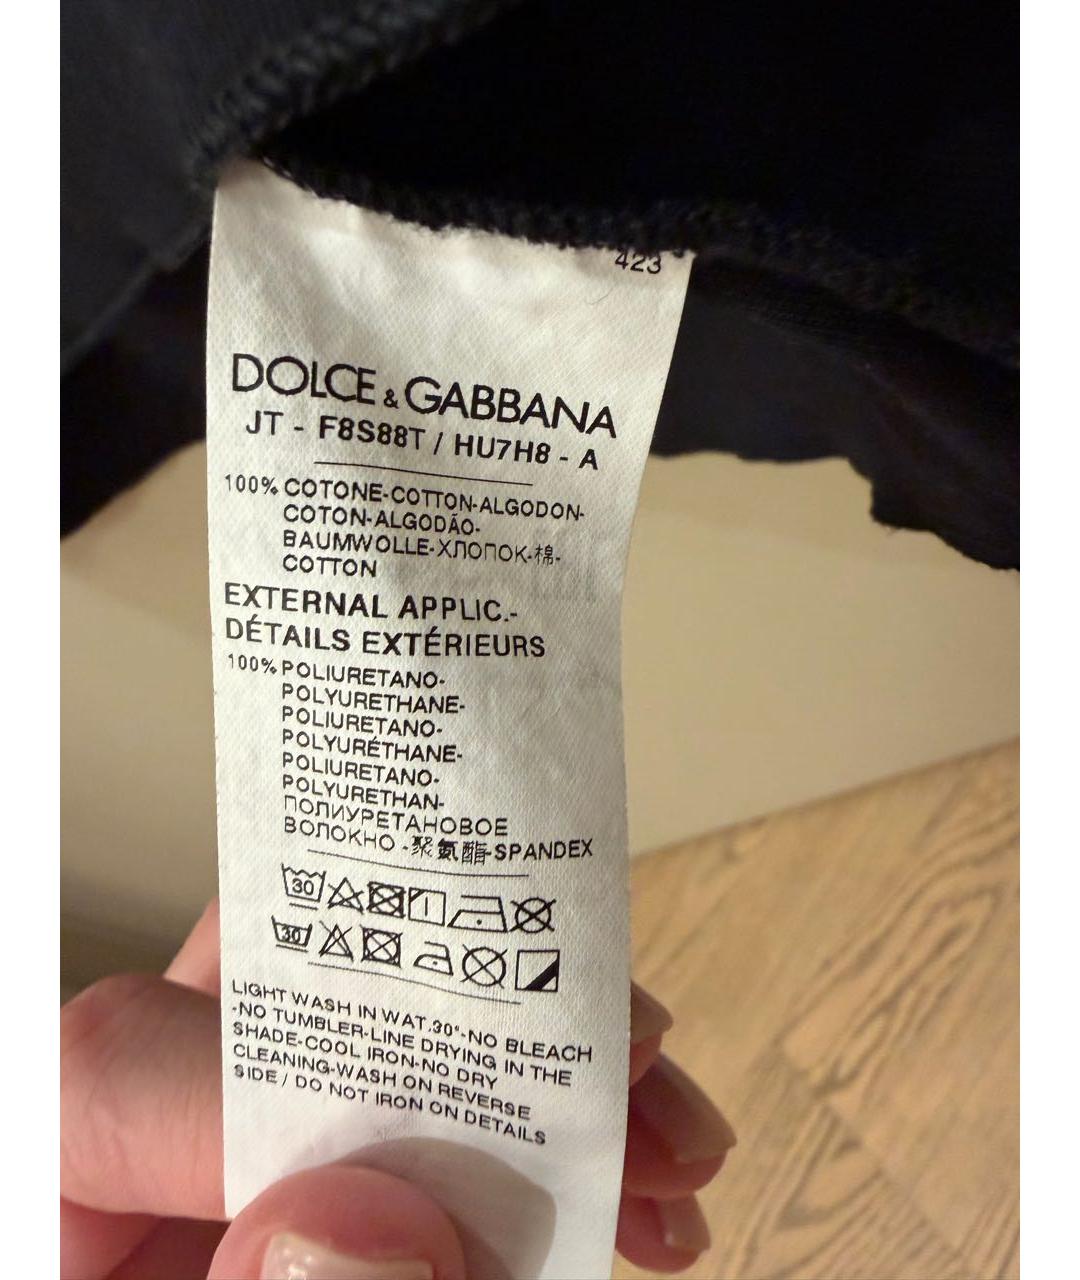 423
DOLCE & GABBANA
JT - F8S88T / HU7H8 - A
100% COTONE-COTTON-ALGODON-
COTON-ALGODÃO-
BAUMWOLLE-ХЛОПОК-棉-
COTTON
EXTERNAL APPLIC.-
DÉTAILS EXTÉRIEURS
100% POLIURETANO-
POLYURETHANE-
POLIURETANO-
POLYURÉTHANE-
POLIURETANO-
POLYURETHAN-
ПОЛИУРЕТАНОВОЕ
ВОЛОКНО -聚氨酯-SPANDEX
30
30
LIGHT WASH IN WAT.30°-NO BLEACH
-NO TUMBLER-LINE DRYING IN THE
SHADE-COOL IRON-NO DRY
CLEANING-WASH ON REVERSE
SIDE / DO NOT IRON ON DETAILS